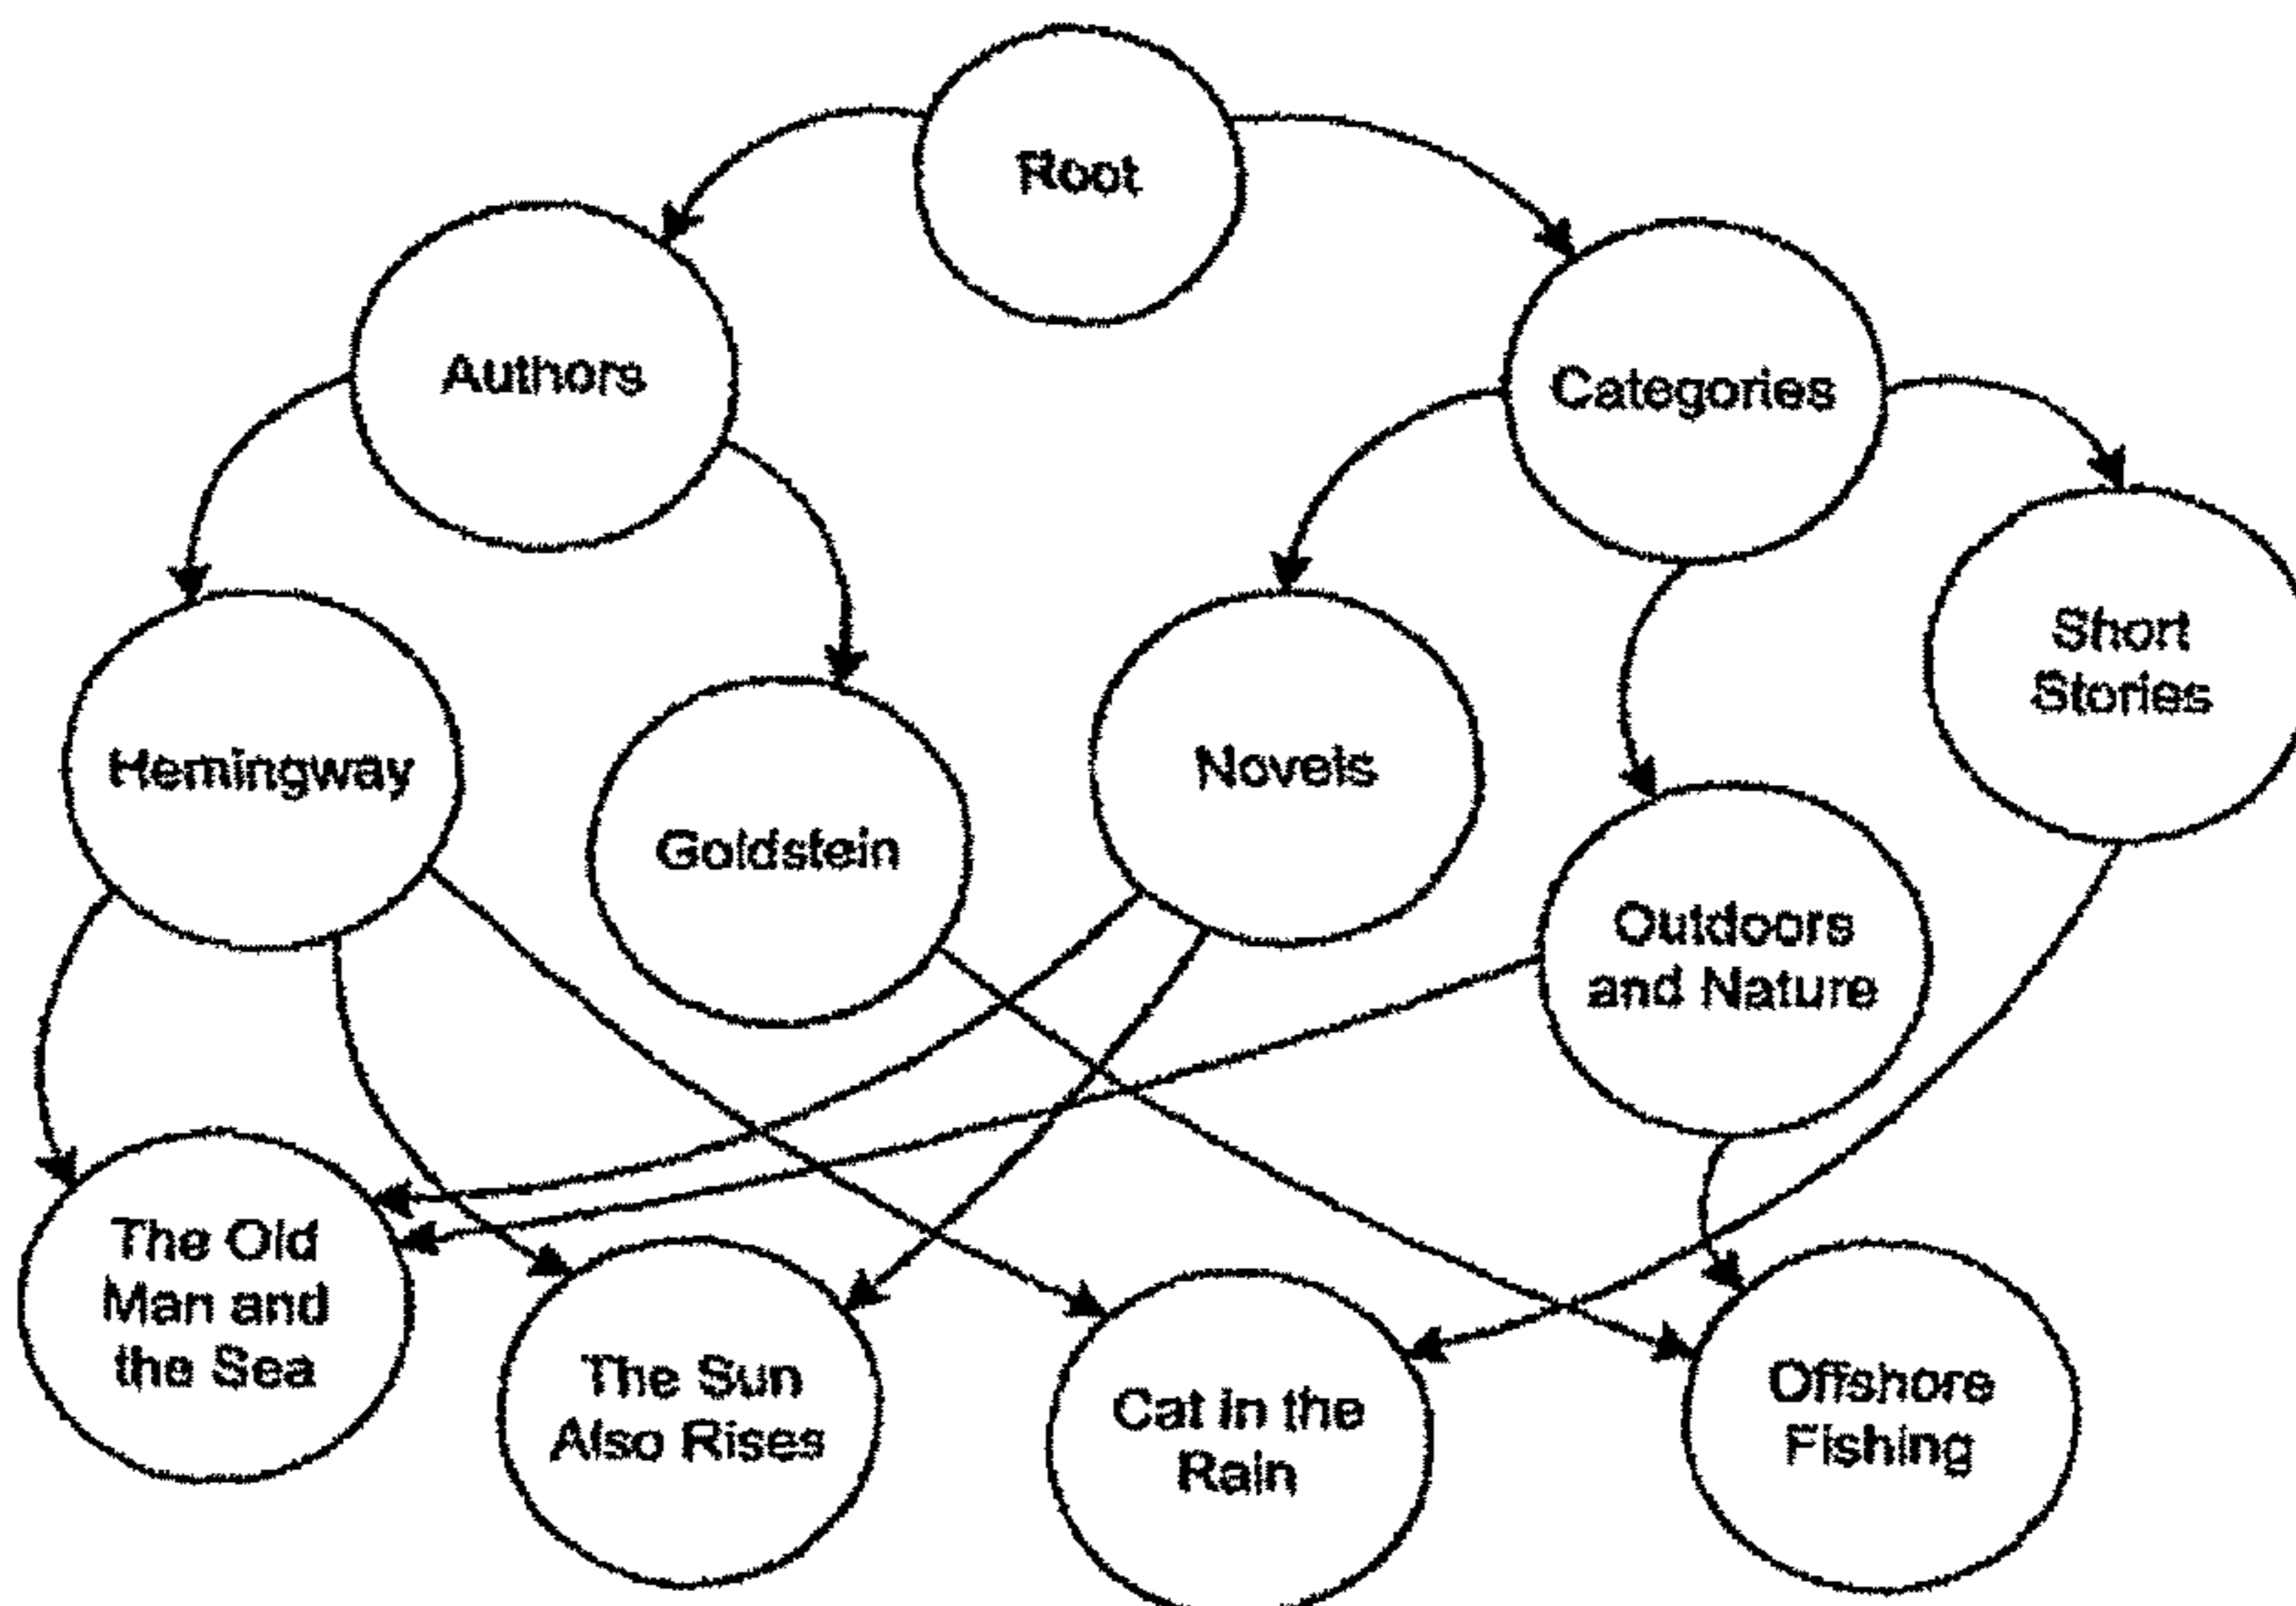 Root
Authors
Categories
Short
Stories
Hemingway
Novels
Goldstein
Outdoors
and Nature
The Old
Man and
the Sea
The Sun
Also Rises
Cat in the
Rain
Offshore
Fishing